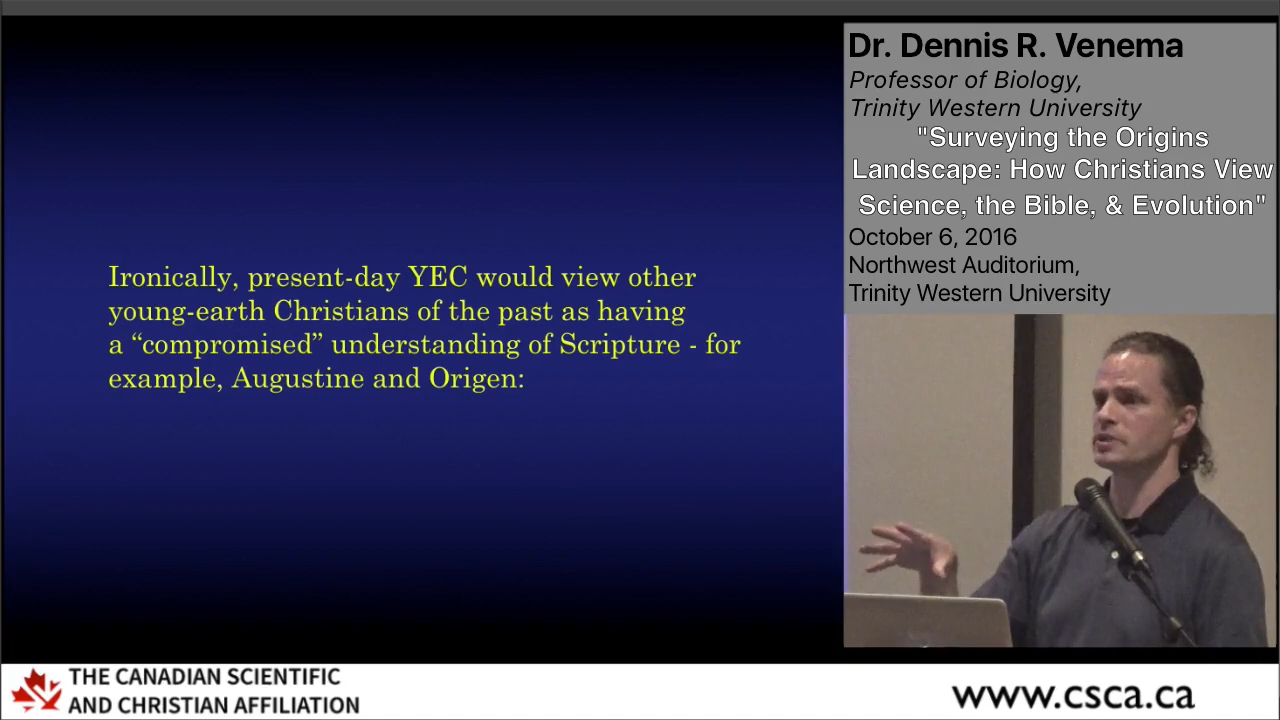 Ironically, present-day YEC would view other
young-earth Christians of the past as having
a “compromised” understanding of Scripture - for
example, Augustine and Origen:
Dr. Dennis R. Venema
Professor of Biology,
Trinity Western University
"Surveying the Origins
Landscape: How Christians View
Science, the Bible, & Evolution"
October 6, 2016
Northwest Auditorium,
Trinity Western University
THE CANADIAN SCIENTIFIC
AND CHRISTIAN AFFILIATION
www.csca.ca